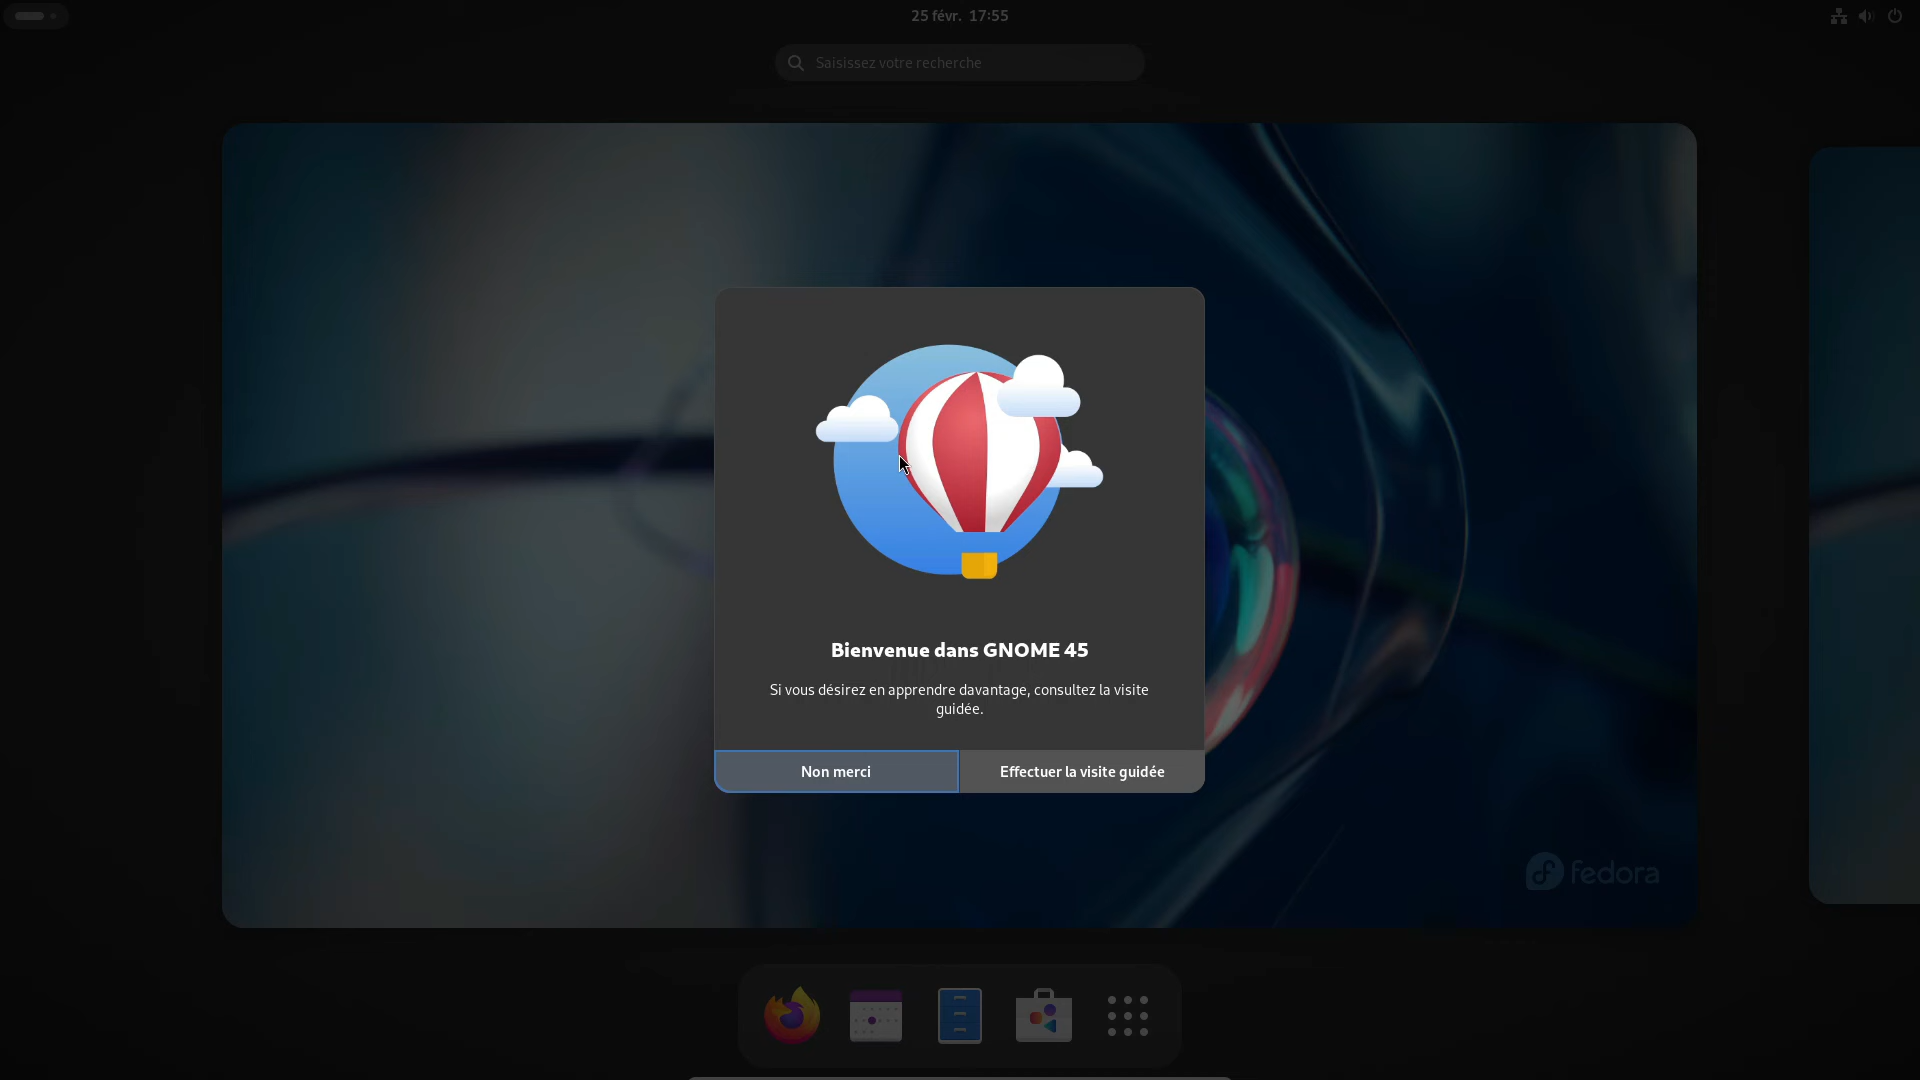 25 févr. 17:55
Saisissez votre recherche
Bienvenue dans GNOME 45
Si vous désirez en apprendre davantage, consultez la visite
guidée.
Non merci
Effectuer la visite guidée
fedora